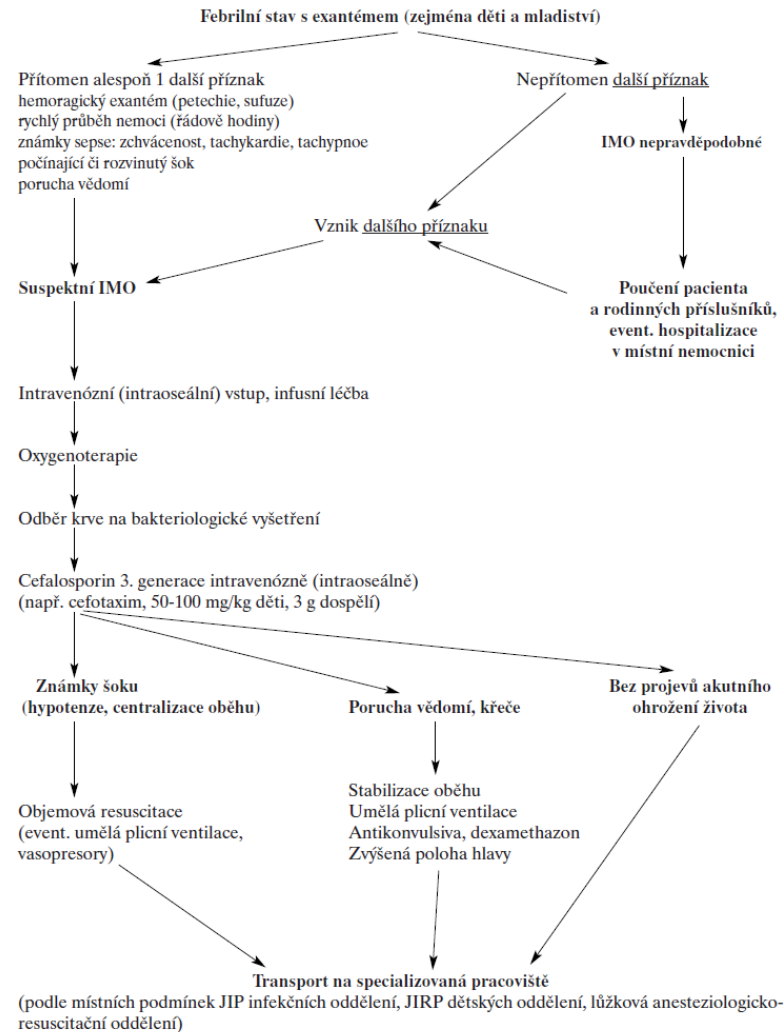 Febrilní stav s exantémem (zejména děti a mladiství)
Přítomen alespoň 1 další příznak
hemoragický exantém (petechie, sufuze)
rychlý průběh nemoci (řádově hodiny)
známky sepse: zchvácenost, tachykardie, tachypnoe
počínající či rozvinutý šok
porucha vědomí
Nepřítomen další příznak
IMO nepravděpodobné
Vznik dalšího příznaku
Suspektní IMO
Poučení pacienta
a rodinných příslušníků,
event. hospitalizace
v místní nemocnici
Intravenózní (intraoseální) vstup, infusní léčba
Oxygenoterapie
Odběr krve na bakteriologické vyšetření
Cefalosporin 3. generace intravenózně (intraoseálně)
(např. cefotaxim, 50-100 mg/kg děti, 3 g dospělí)
Známky šoku
(hypotenze, centralizace oběhu)
Porucha vědomí, křeče
Bez projevů akutního
ohrožení života
Objemová resuscitace
(event. umělá plicní ventilace,
vasopresory)
Stabilizace oběhu
Umělá plicní ventilace
Antikonvulsiva, dexamethazon
Zvýšená poloha hlavy
Transport na specializovaná pracoviště
(podle místních podmínek JIP infekční oddělení, JIRP dětských oddělení, lůžková anesteziologicko-
resuscitační oddělení)